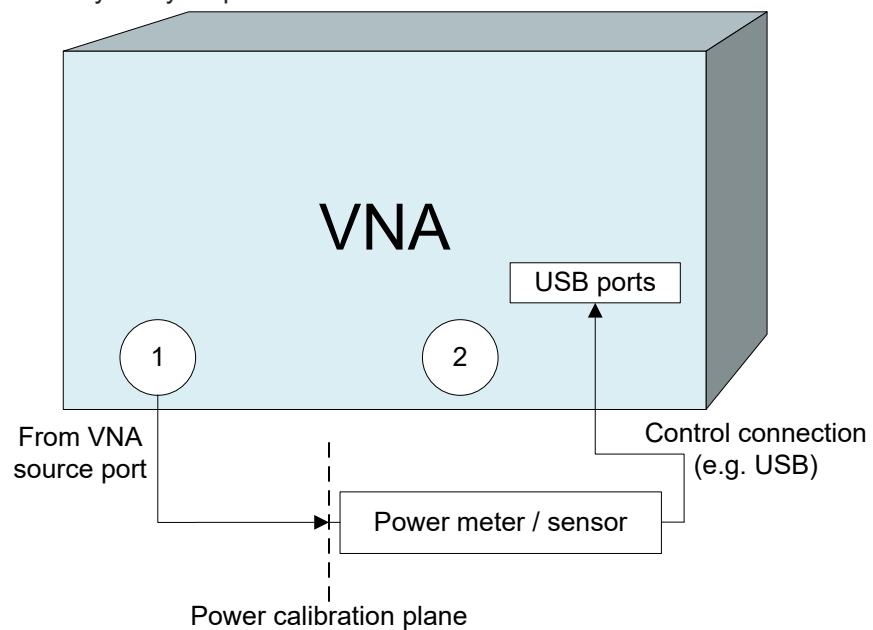 VNA
USB ports
1
2
From VNA
source port
Control connection
(e.g. USB)
Power meter / sensor
Power calibration plane